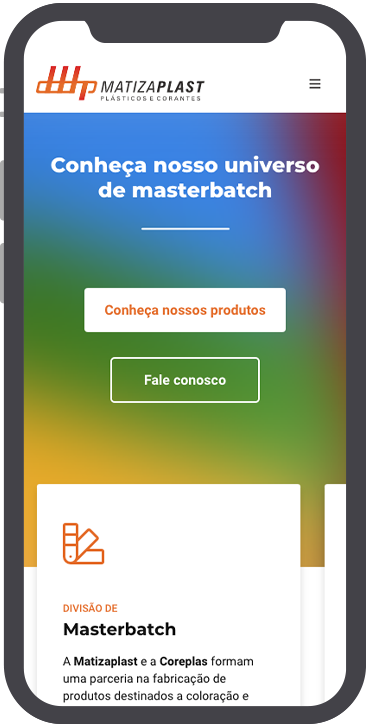 MATIZAPLAST
PLÁSTICOS E CORANTES
Conheça nosso universo
de masterbatch
Conheça nossos produtos
Fale conosco
DIVISÃO DE
Masterbatch
A Matizaplast e a Coreplas formam
uma parceria na fabricação de
produtos destinados a coloração e